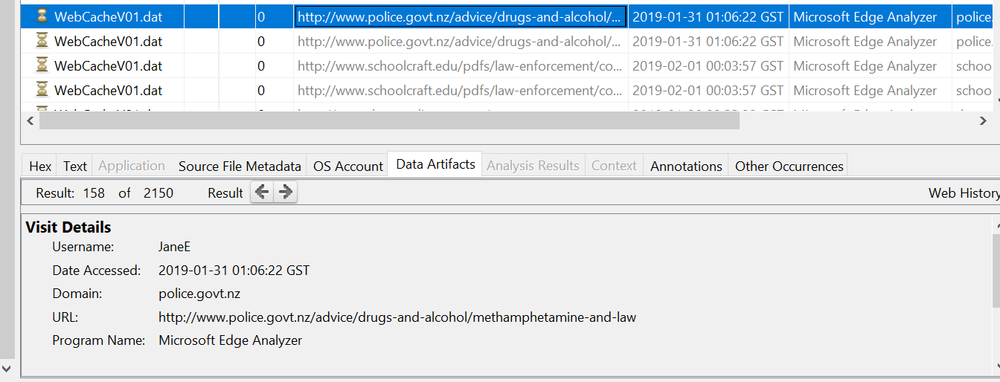 WebCacheV01.dat 0 http://www.police.govt.nz/advice/drugs-and-alcohol/... 2019-01-31 01:06:22 GST Microsoft Edge Analyzer police.
WebCacheV01.dat 0 http://www.police.govt.nz/advice/drugs-and-alcohol/... 2019-01-31 01:06:22 GST Microsoft Edge Analyzer police.
WebCacheV01.dat 0 http://www.schoolcraft.edu/pdfs/law-enforcement/co... 2019-02-01 00:03:57 GST Microsoft Edge Analyzer schoo
WebCacheV01.dat 0 http://www.schoolcraft.edu/pdfs/law-enforcement/co... 2019-02-01 00:03:57 GST Microsoft Edge Analyzer schoo
Hex Text Application Source File Metadata OS Account Data Artifacts Analysis Results Context Annotations Other Occurrences
Result: 158 of 2150 Result Web History
Visit Details
Username: JaneE
Date Accessed: 2019-01-31 01:06:22 GST
Domain: police.govt.nz
URL: http://www.police.govt.nz/advice/drugs-and-alcohol/methamphetamine-and-law
Program Name: Microsoft Edge Analyzer